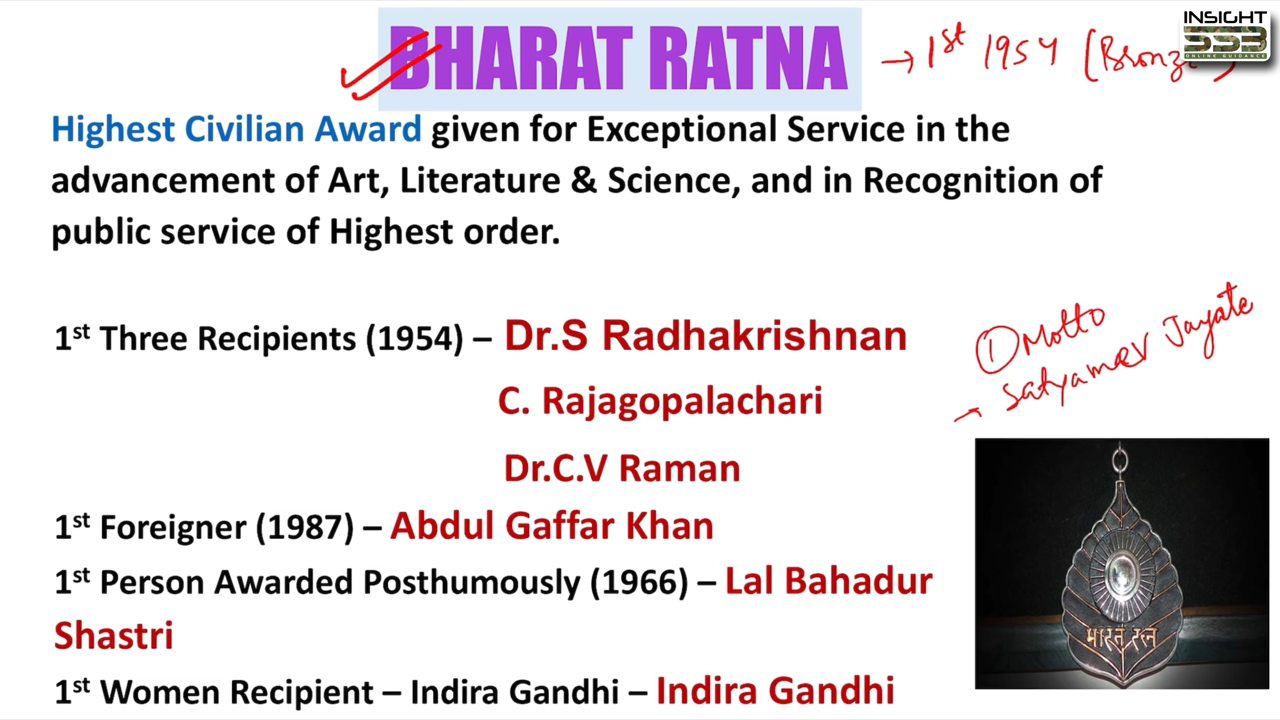 BHARAT RATNA
→ 1st 1954 (Bronze)
INSIGHT
SSB
ONLINE GUIDANCE
Highest Civilian Award given for Exceptional Service in the
advancement of Art, Literature & Science, and in Recognition of
public service of Highest order.
1st Three Recipients (1954) – Dr.S Radhakrishnan
C. Rajagopalachari
Dr.C.V Raman
① Motto
→ Satyamev Jayate
1st Foreigner (1987) – Abdul Gaffar Khan
1st Person Awarded Posthumously (1966) – Lal Bahadur
Shastri
1st Women Recipient – Indira Gandhi – Indira Gandhi
भारत रत्न